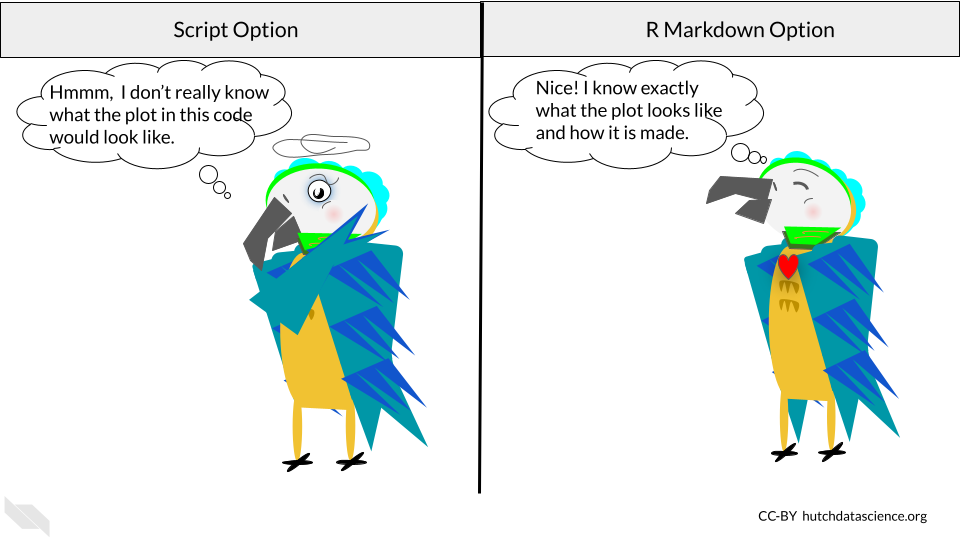 Script Option
R Markdown Option
Hmmm,  I don’t really know
what the plot in this code
would look like.
Nice! I know exactly
what the plot looks like
and how it is made.
CC-BY  hutchdatascience.org